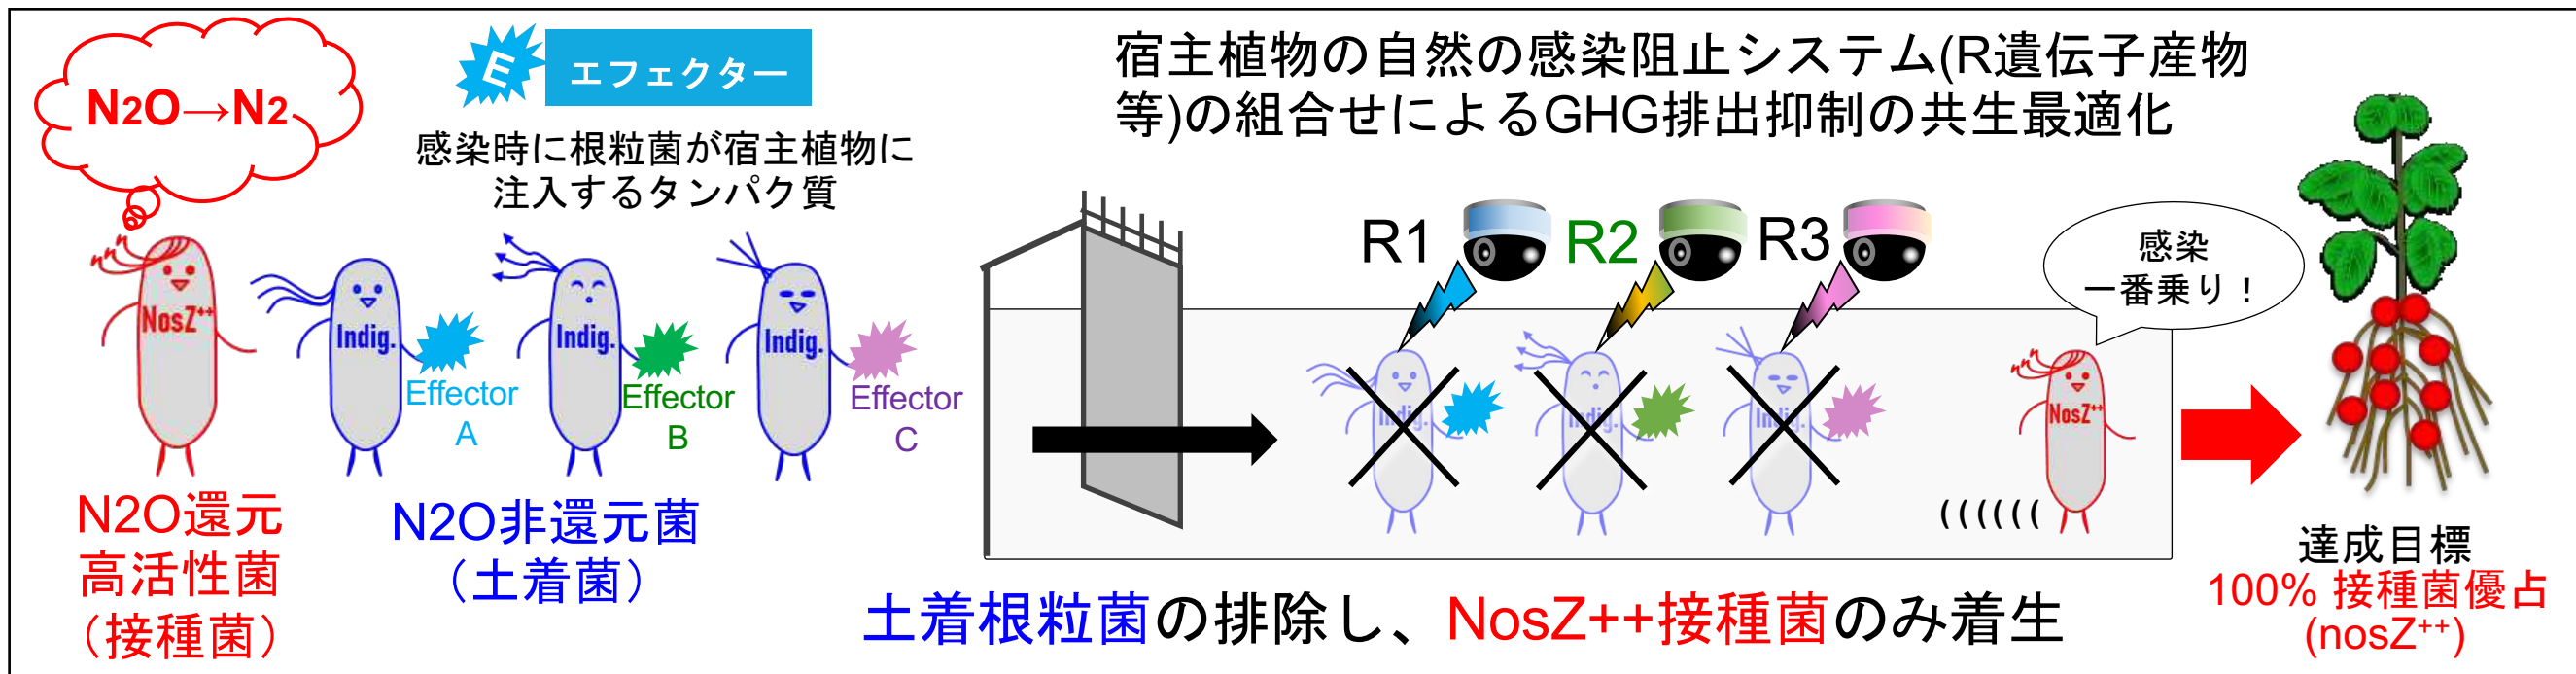 N2O→N2
E
エフェクター
感染時に根粒菌が宿主植物に
注入するタンパク質
NosZ++
Indig.
Indig.
Indig.
Effector
A
Effector
B
Effector
C
N2O還元
高活性菌
（接種菌）
N2O非還元菌
（土着菌）
宿主植物の自然の感染阻止システム(R遺伝子産物
等)の組合せによるGHG排出抑制の共生最適化
R1
R2
R3
Indig.
Indig.
Indig.
感染
一番乗り！
NosZ++
((((((
土着根粒菌の排除し、NosZ++接種菌のみ着生
達成目標
100% 接種菌優占
(nosZ++)